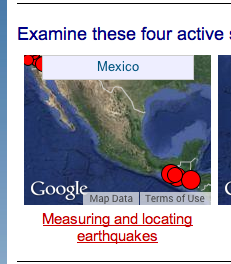 Examine these four active
Mexico
Google
Map Data
Terms of Use
Measuring and locating
earthquakes